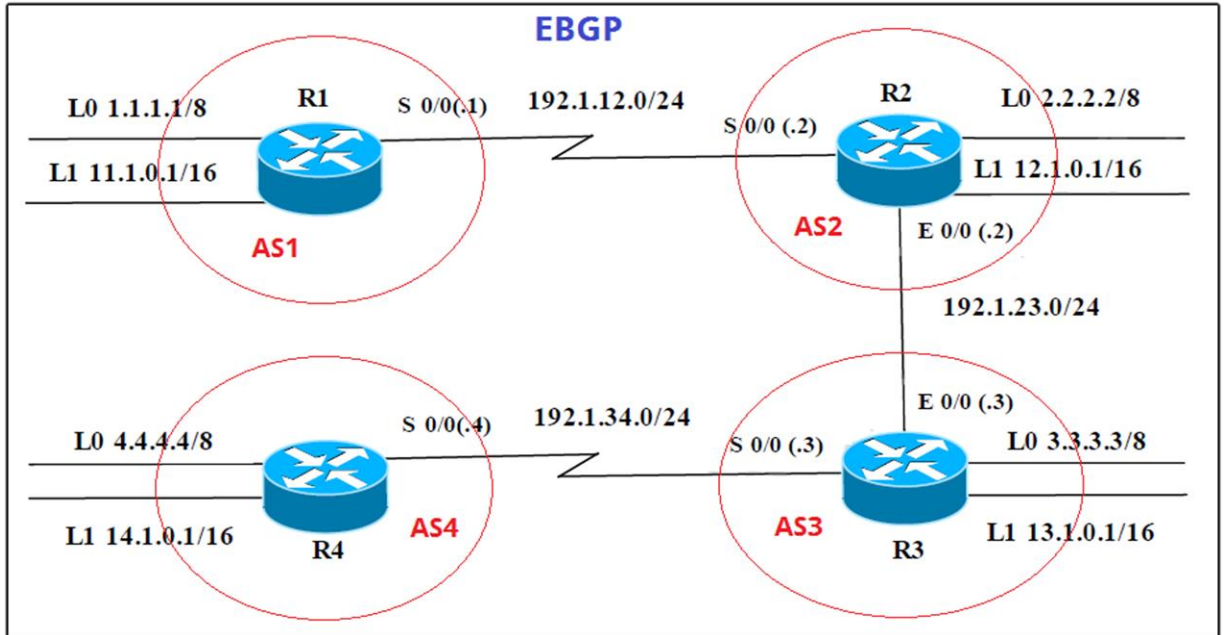 EBGP
R1
L0 1.1.1.1/8
S 0/0(.1)
192.1.12.0/24
L1 11.1.0.1/16
AS1
R2
L0 2.2.2.2/8
S 0/0 (.2)
L1 12.1.0.1/16
AS2
E 0/0 (.2)
192.1.23.0/24
L0 4.4.4.4/8
S 0/0(.4)
192.1.34.0/24
L1 14.1.0.1/16
R4
AS4
E 0/0 (.3)
S 0/0 (.3)
L0 3.3.3.3/8
AS3
R3
L1 13.1.0.1/16